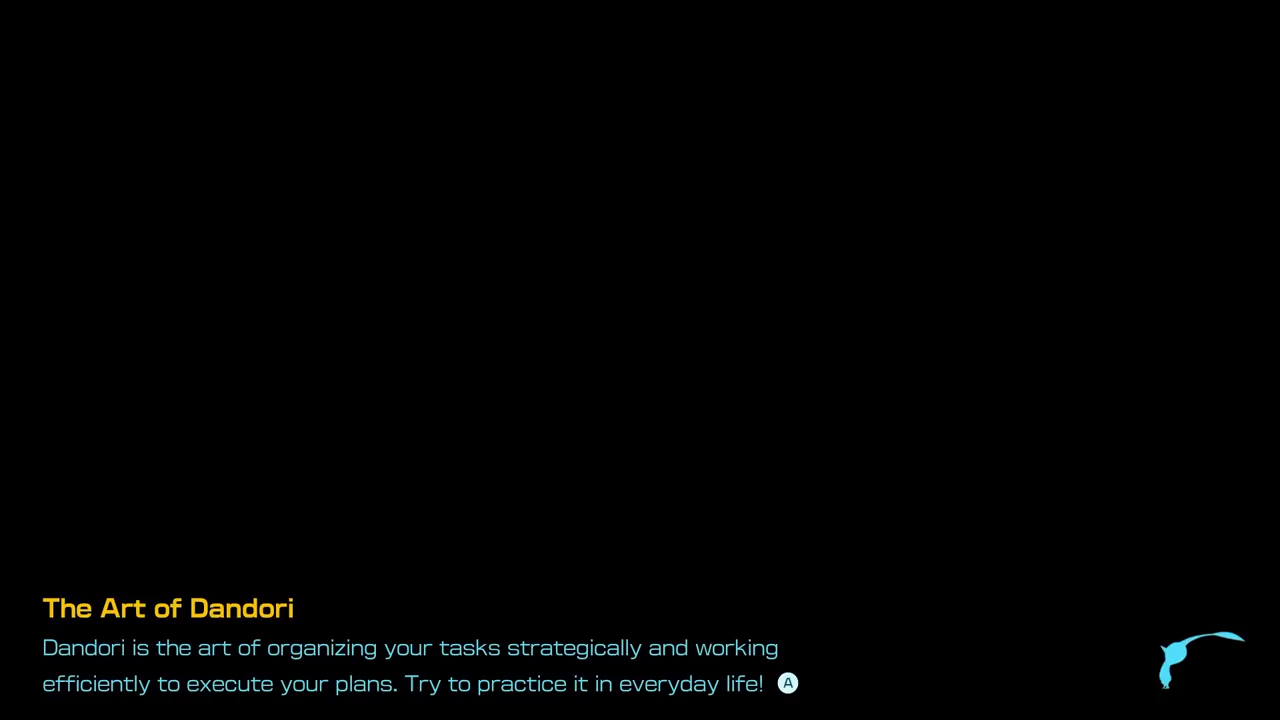 The Art of Dandori
Dandori is the art of organizing your tasks strategically and working
efficiently to execute your plans. Try to practice it in everyday life! A